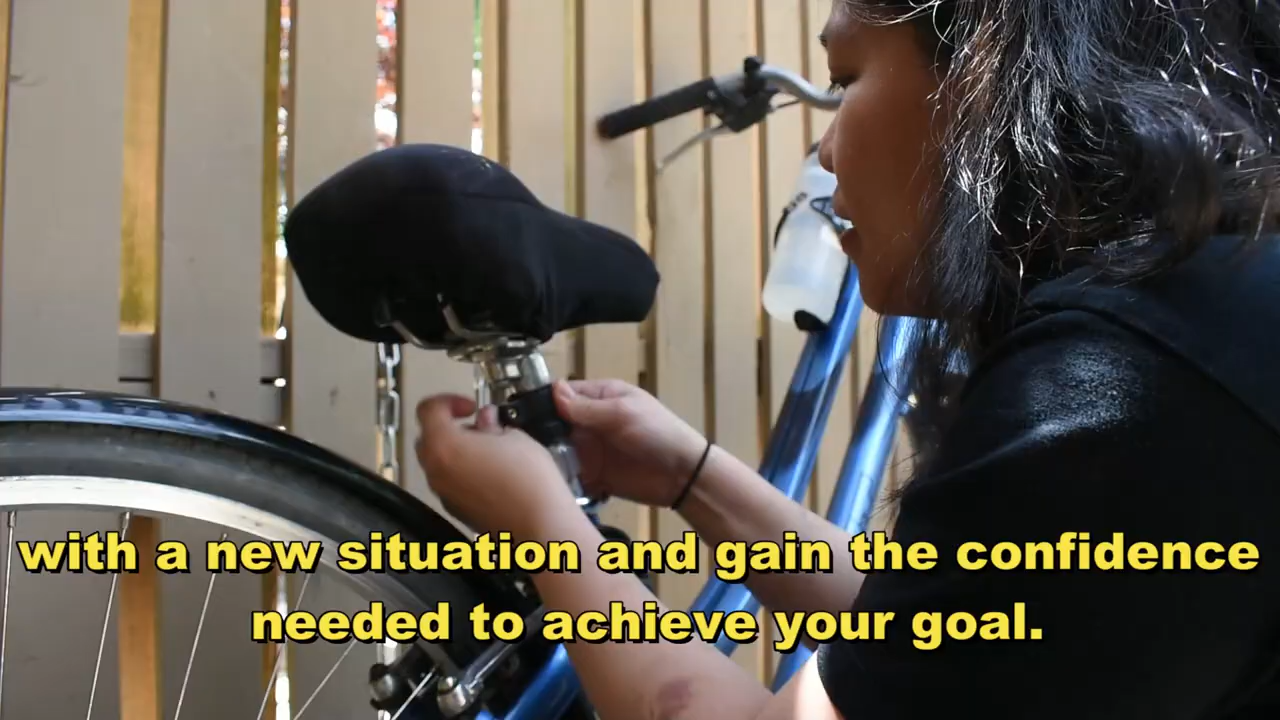 with a new situation and gain the confidence
needed to achieve your goal.